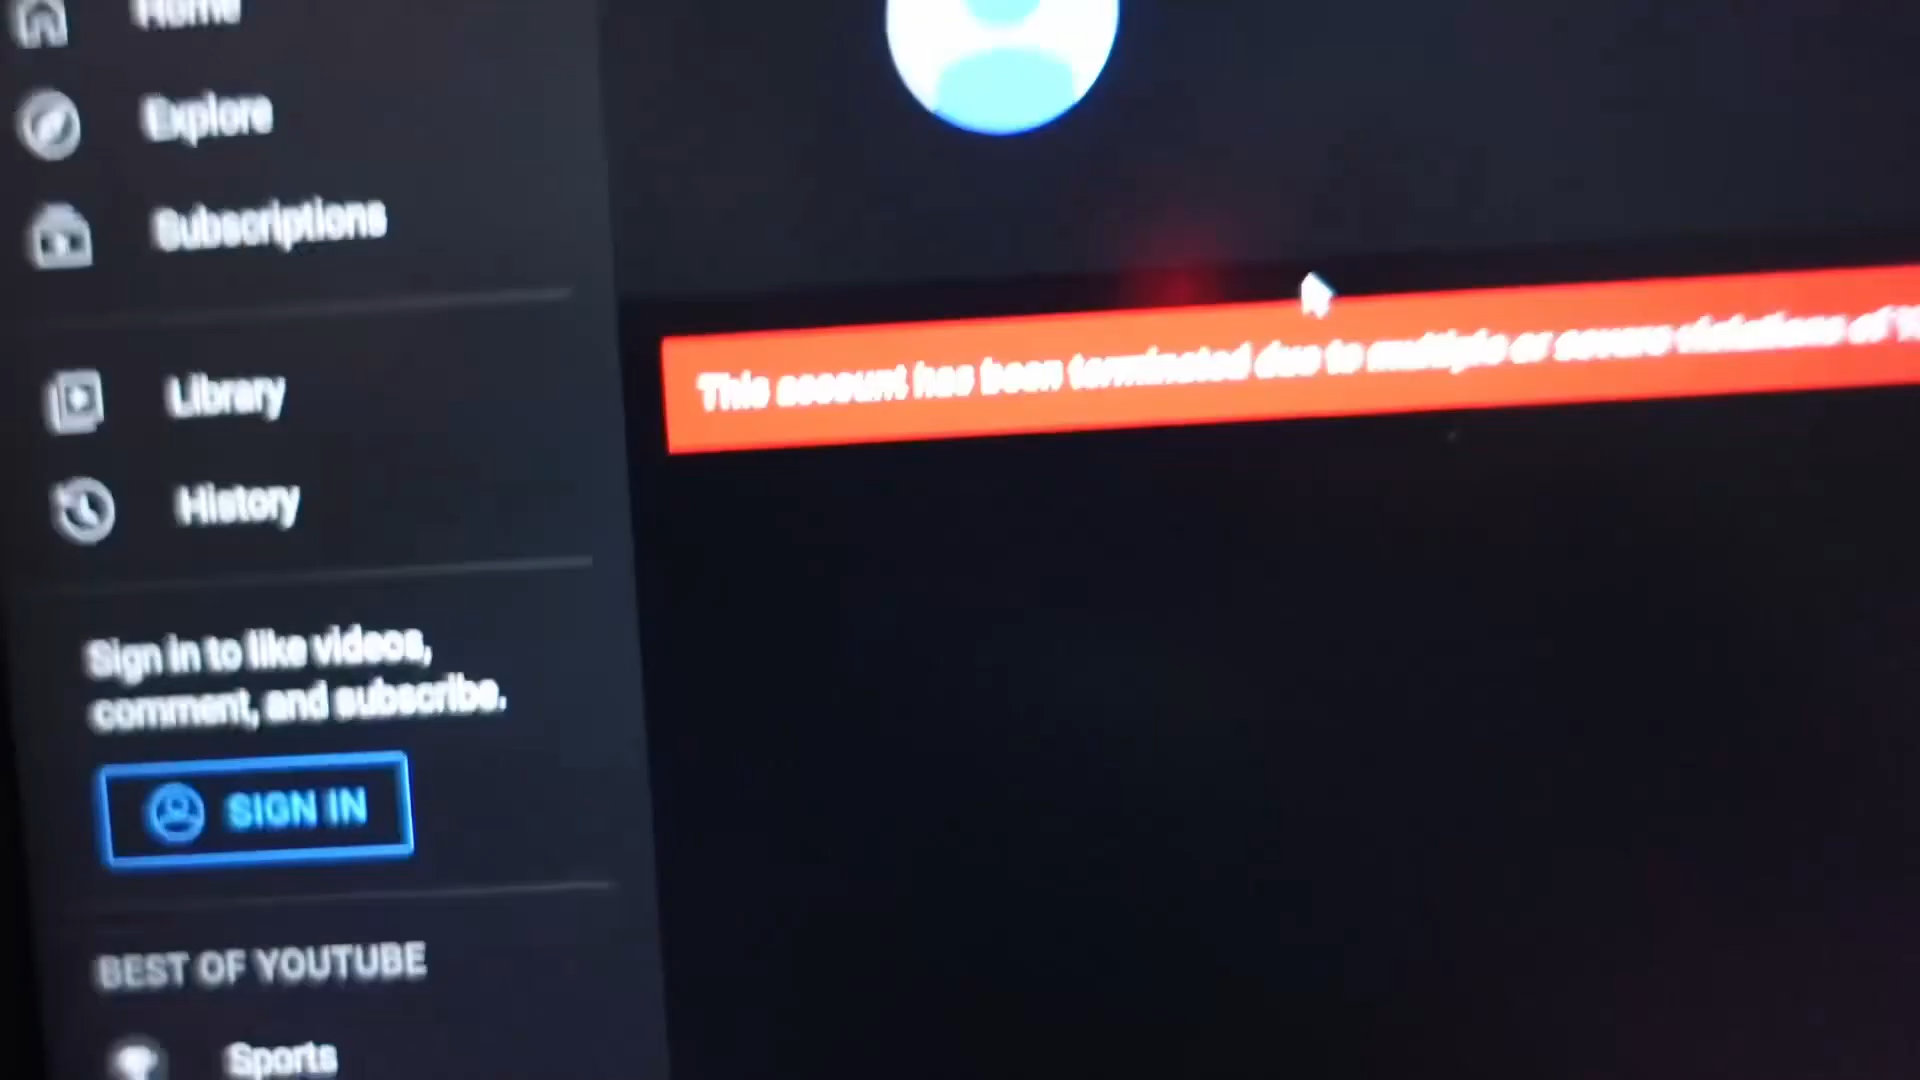 Home
Explore
Subscriptions
This account has been terminated due to multiple or severe violations of
Library
History
Sign in to like videos,
comment, and subscribe.
SIGN IN
BEST OF YOUTUBE
Sports